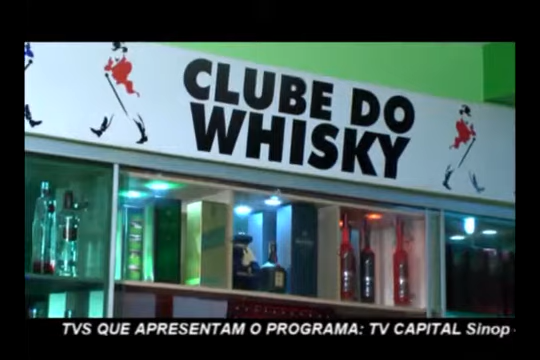 CLUBE DO
WHISKY
TVS QUE APRESENTAM O PROGRAMA: TV CAPITAL Sinop